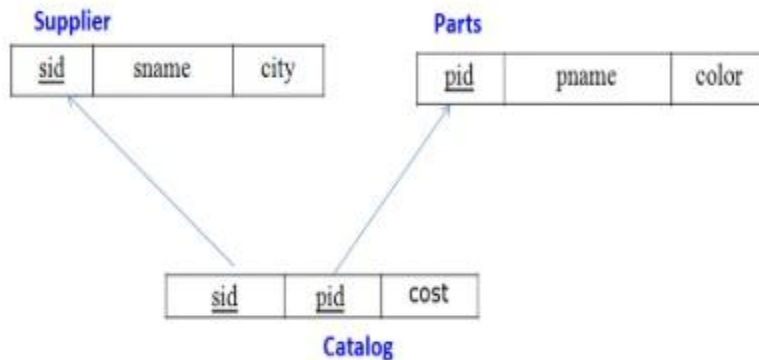 Supplier
Parts
sid sname city
pid pname color
sid pid cost
Catalog